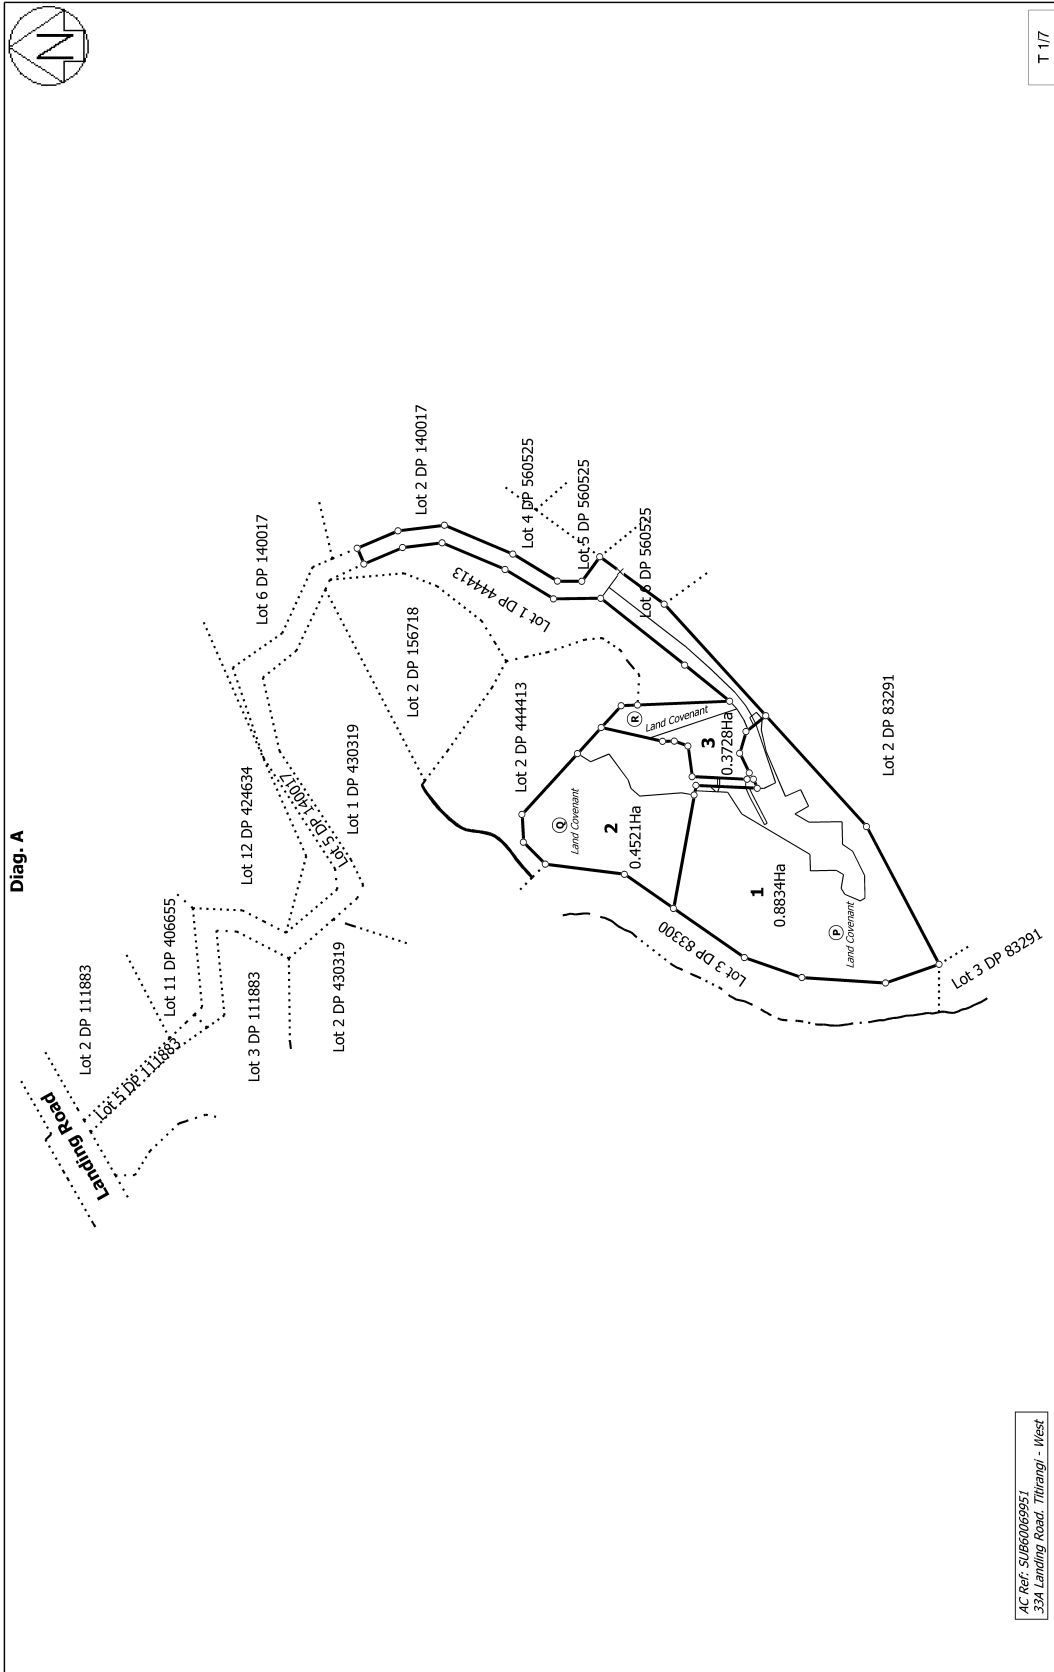 Diag. A
N
Landing Road
Lot 2 DP 111883
Lot 5 DP 111883
Lot 11 DP 406655
Lot 3 DP 111883
Lot 12 DP 424634
Lot 6 DP 140017
Lot 5 DP 140017
Lot 2 DP 430319
Lot 1 DP 430319
Lot 2 DP 156718
Lot 2 DP 140017
Lot 1 DP 444413
Lot 2 DP 444413
Lot 4 DP 560525
Lot 5 DP 560525
Lot 6 DP 560525
Q
Land Covenant
2
0.4521Ha
R
Land Covenant
3
0.3728Ha
Lot 3 DP 83300
1
0.8834Ha
P
Land Covenant
Lot 2 DP 83291
Lot 3 DP 83291
AC Ref: SUB60069951
33A Landing Road, Titirangi - West
T 1/7